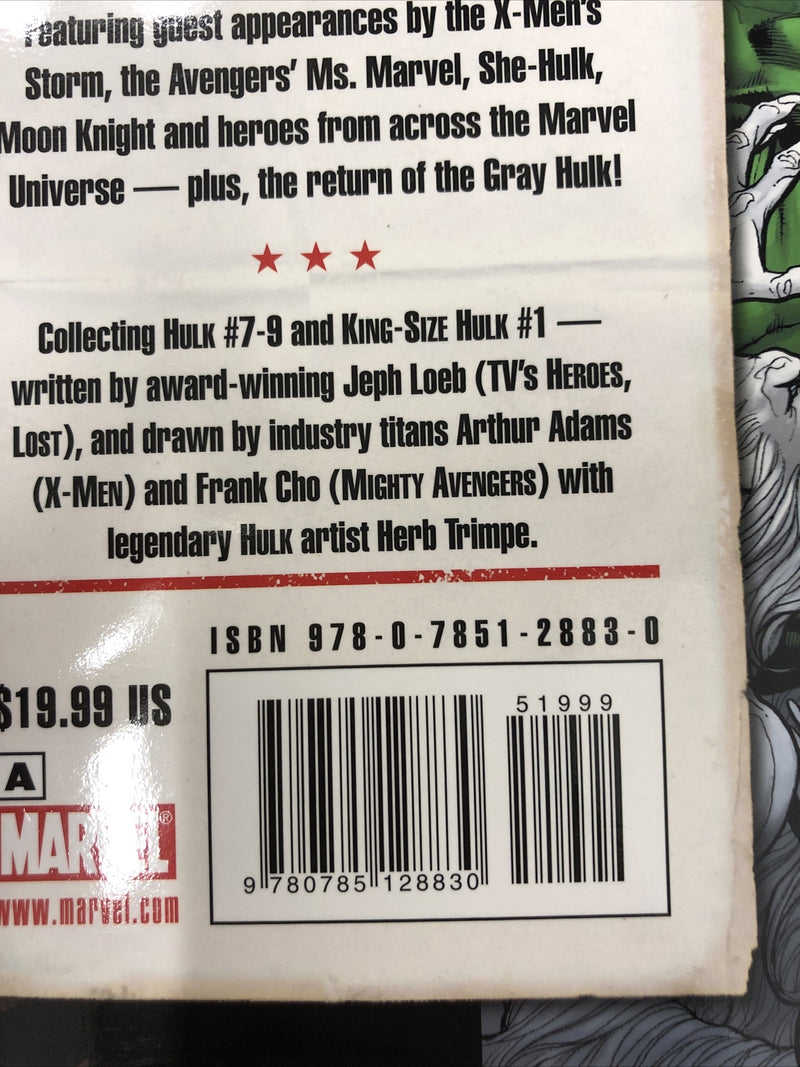 Featuring guest appearances by the X-Men's
Storm, the Avengers' Ms. Marvel, She-Hulk,
Moon Knight and heroes from across the Marvel
Universe — plus, the return of the Gray Hulk!
Collecting HULK #7-9 and KING-SIZE HULK #1 —
written by award-winning Jeph Loeb (TV's HEROES,
LOST), and drawn by industry titans Arthur Adams
(X-MEN) and Frank Cho (MIGHTY AVENGERS) with
legendary HULK artist Herb Trimpe.
ISBN 978-0-7851-2883-0
$19.99 US
51999
A
MARVEL®
9 780785 128830
www.marvel.com